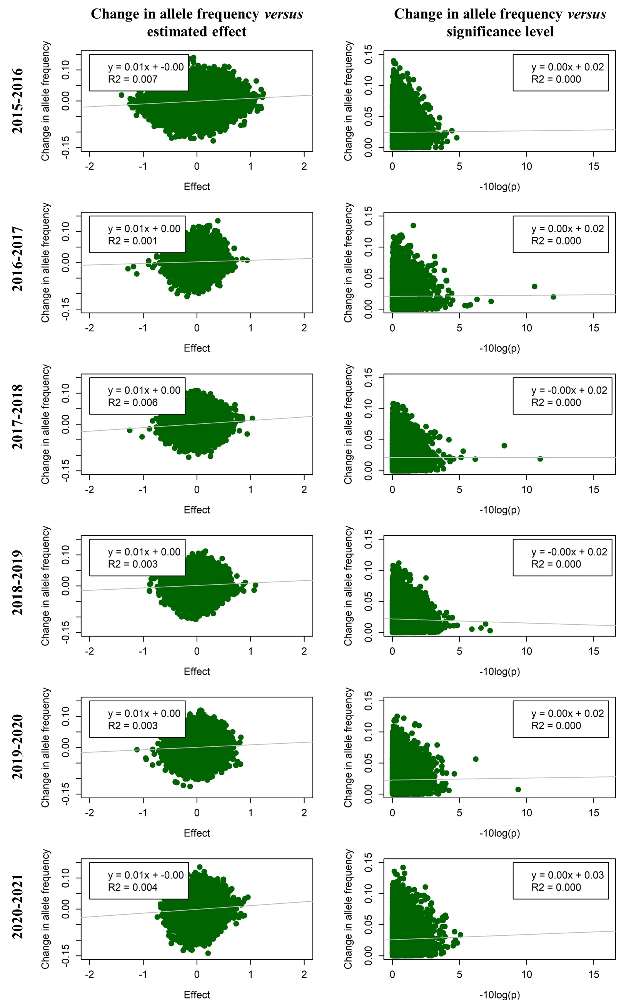 Change in allele frequency versus
estimated effect
Change in allele frequency versus
significance level
2015-2016
Change in allele frequency
0.10
0.00
-0.15
y = 0.01x + -0.00
R2 = 0.007
-2 -1 0 1 2
Effect
Change in allele frequency
0.15
0.10
0.05
0.00
y = 0.00x + 0.02
R2 = 0.000
0 5 10 15
-10log(p)
2016-2017
Change in allele frequency
0.10
0.00
-0.15
y = 0.01x + 0.00
R2 = 0.001
-2 -1 0 1 2
Effect
Change in allele frequency
0.15
0.10
0.05
0.00
y = 0.00x + 0.02
R2 = 0.000
0 5 10 15
-10log(p)
2017-2018
Change in allele frequency
0.10
0.00
-0.15
y = 0.01x + 0.00
R2 = 0.006
-2 -1 0 1 2
Effect
Change in allele frequency
0.15
0.10
0.05
0.00
y = -0.00x + 0.02
R2 = 0.000
0 5 10 15
-10log(p)
2018-2019
Change in allele frequency
0.10
0.00
-0.15
y = 0.01x + 0.00
R2 = 0.003
-2 -1 0 1 2
Effect
Change in allele frequency
0.15
0.10
0.05
0.00
y = -0.00x + 0.02
R2 = 0.000
0 5 10 15
-10log(p)
2019-2020
Change in allele frequency
0.10
0.00
-0.15
y = 0.01x + 0.00
R2 = 0.003
-2 -1 0 1 2
Effect
Change in allele frequency
0.15
0.10
0.05
0.00
y = 0.00x + 0.02
R2 = 0.000
0 5 10 15
-10log(p)
2020-2021
Change in allele frequency
0.10
0.00
-0.15
y = 0.01x + -0.00
R2 = 0.004
-2 -1 0 1 2
Effect
Change in allele frequency
0.15
0.10
0.05
0.00
y = 0.00x + 0.03
R2 = 0.000
0 5 10 15
-10log(p)